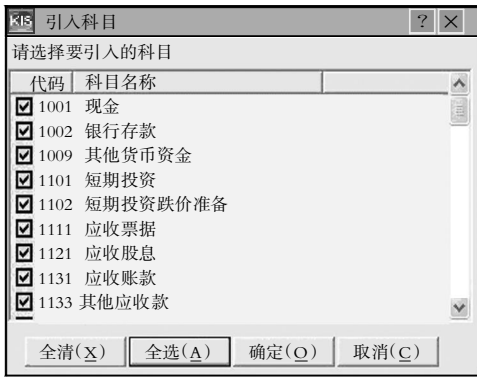 KIS 引入科目 ? ×
请选择要引入的科目
代码 科目名称
1001 现金
1002 银行存款
1009 其他货币资金
1101 短期投资
1102 短期投资跌价准备
1111 应收票据
1121 应收股息
1131 应收账款
1133 其他应收款
全清(X) 全选(A) 确定(O) 取消(C)